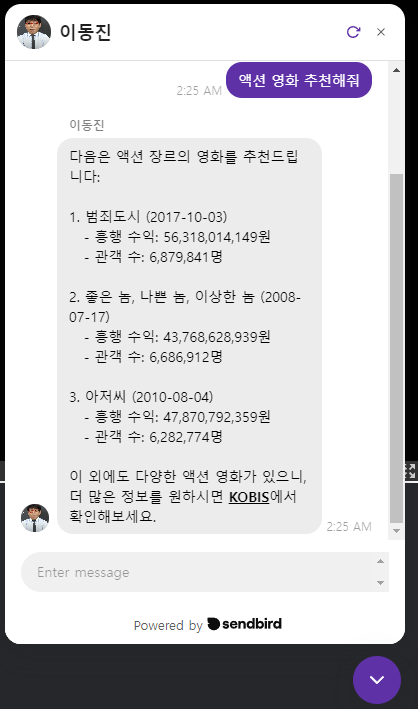 이동진
액션 영화 추천해줘
2:25 AM
이동진
다음은 액션 장르의 영화를 추천드립
니다:
1. 범죄도시 (2017-10-03)
- 흥행 수익: 56,318,014,149원
- 관객 수: 6,879,841명
2. 좋은 놈, 나쁜 놈, 이상한 놈 (2008-
07-17)
- 흥행 수익: 43,768,628,939원
- 관객 수: 6,686,912명
3. 아저씨 (2010-08-04)
- 흥행 수익: 47,870,792,359원
- 관객 수: 6,282,774명
이 외에도 다양한 액션 영화가 있으니,
더 많은 정보를 원하시면 KOBIS에서
확인해보세요.
2:25 AM
Enter message
Powered by sendbird